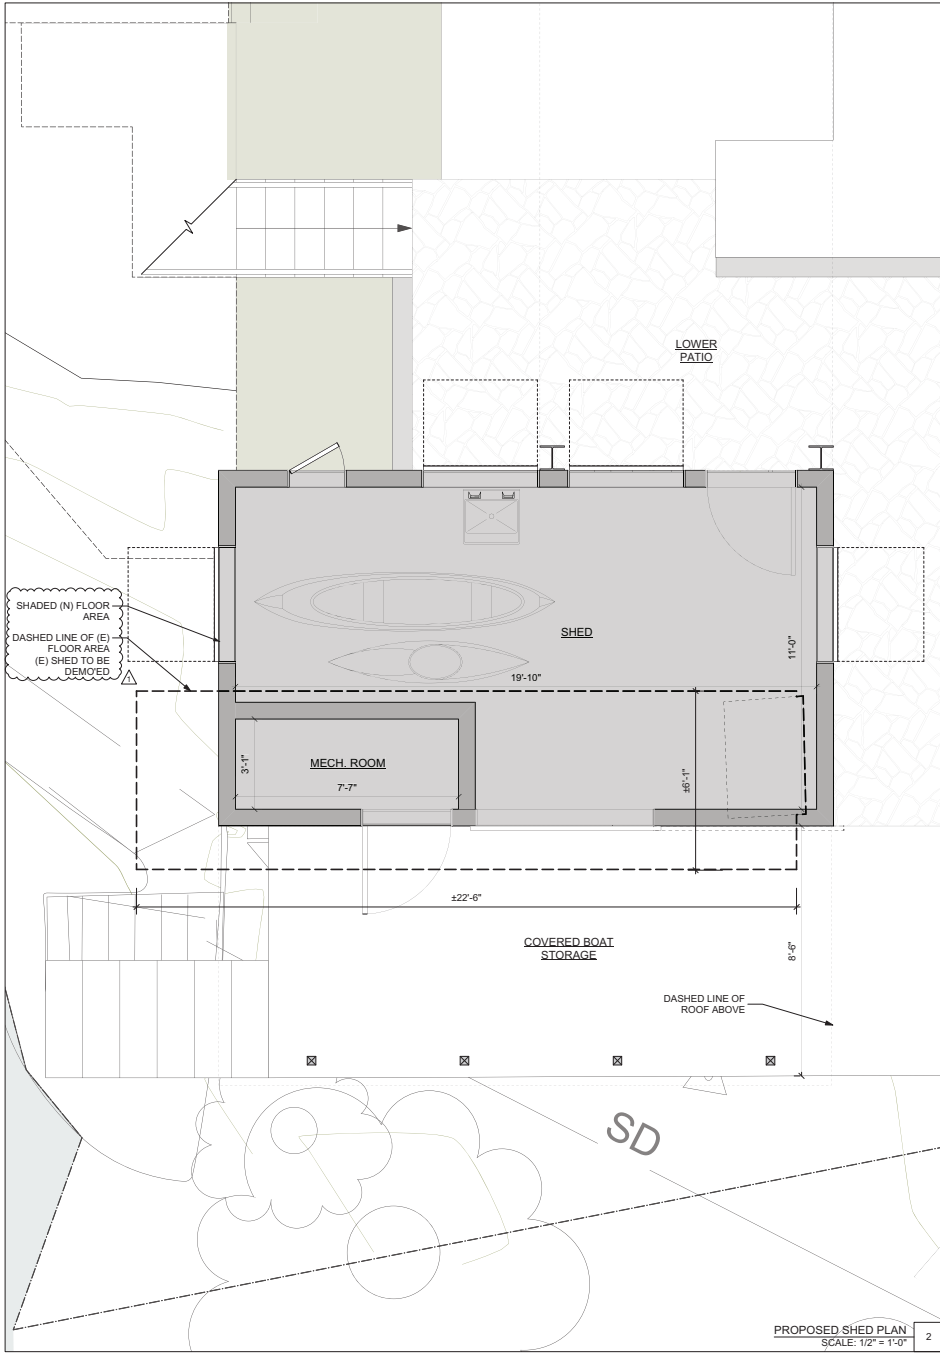 LOWER
PATIO
SHADED (N) FLOOR
AREA
DASHED LINE OF (E)
FLOOR AREA
(E) SHED TO BE
DEMO'ED
1
SHED
11'-0"
19'-10"
3'-1"
MECH. ROOM
7'-7"
±6'-1"
±22'-6"
COVERED BOAT
STORAGE
8'-6"
DASHED LINE OF
ROOF ABOVE
SD
PROPOSED SHED PLAN
SCALE: 1/2" = 1'-0"
2